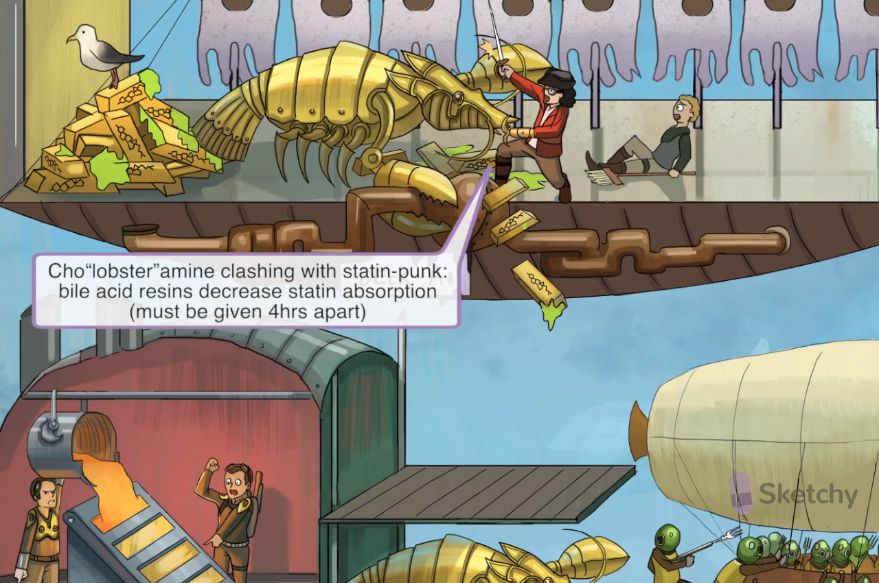 Cho“lobster”amine clashing with statin-punk:
bile acid resins decrease statin absorption
(must be given 4hrs apart)
Sketchy